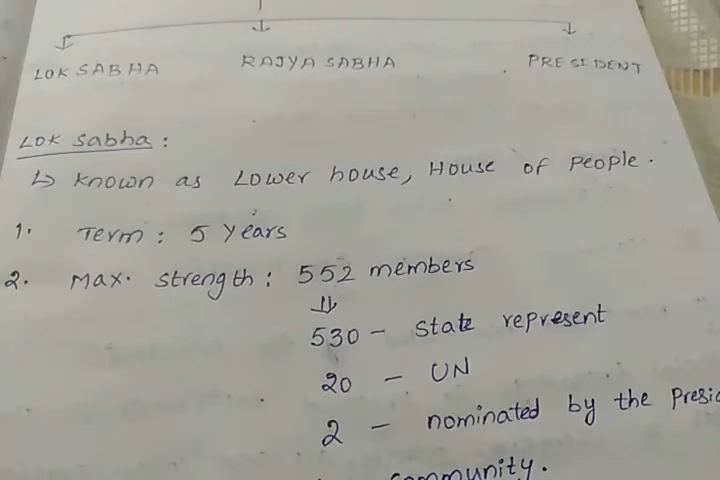 LOK SABHA RAJYA SABHA PRESIDENT
LOK Sabha :
↳ Known as Lower house, House of People.
1. Term : 5 Years
2. Max. strength : 552 members
⇓
530 - State represent
20 - UN
2 - nominated by the
community.